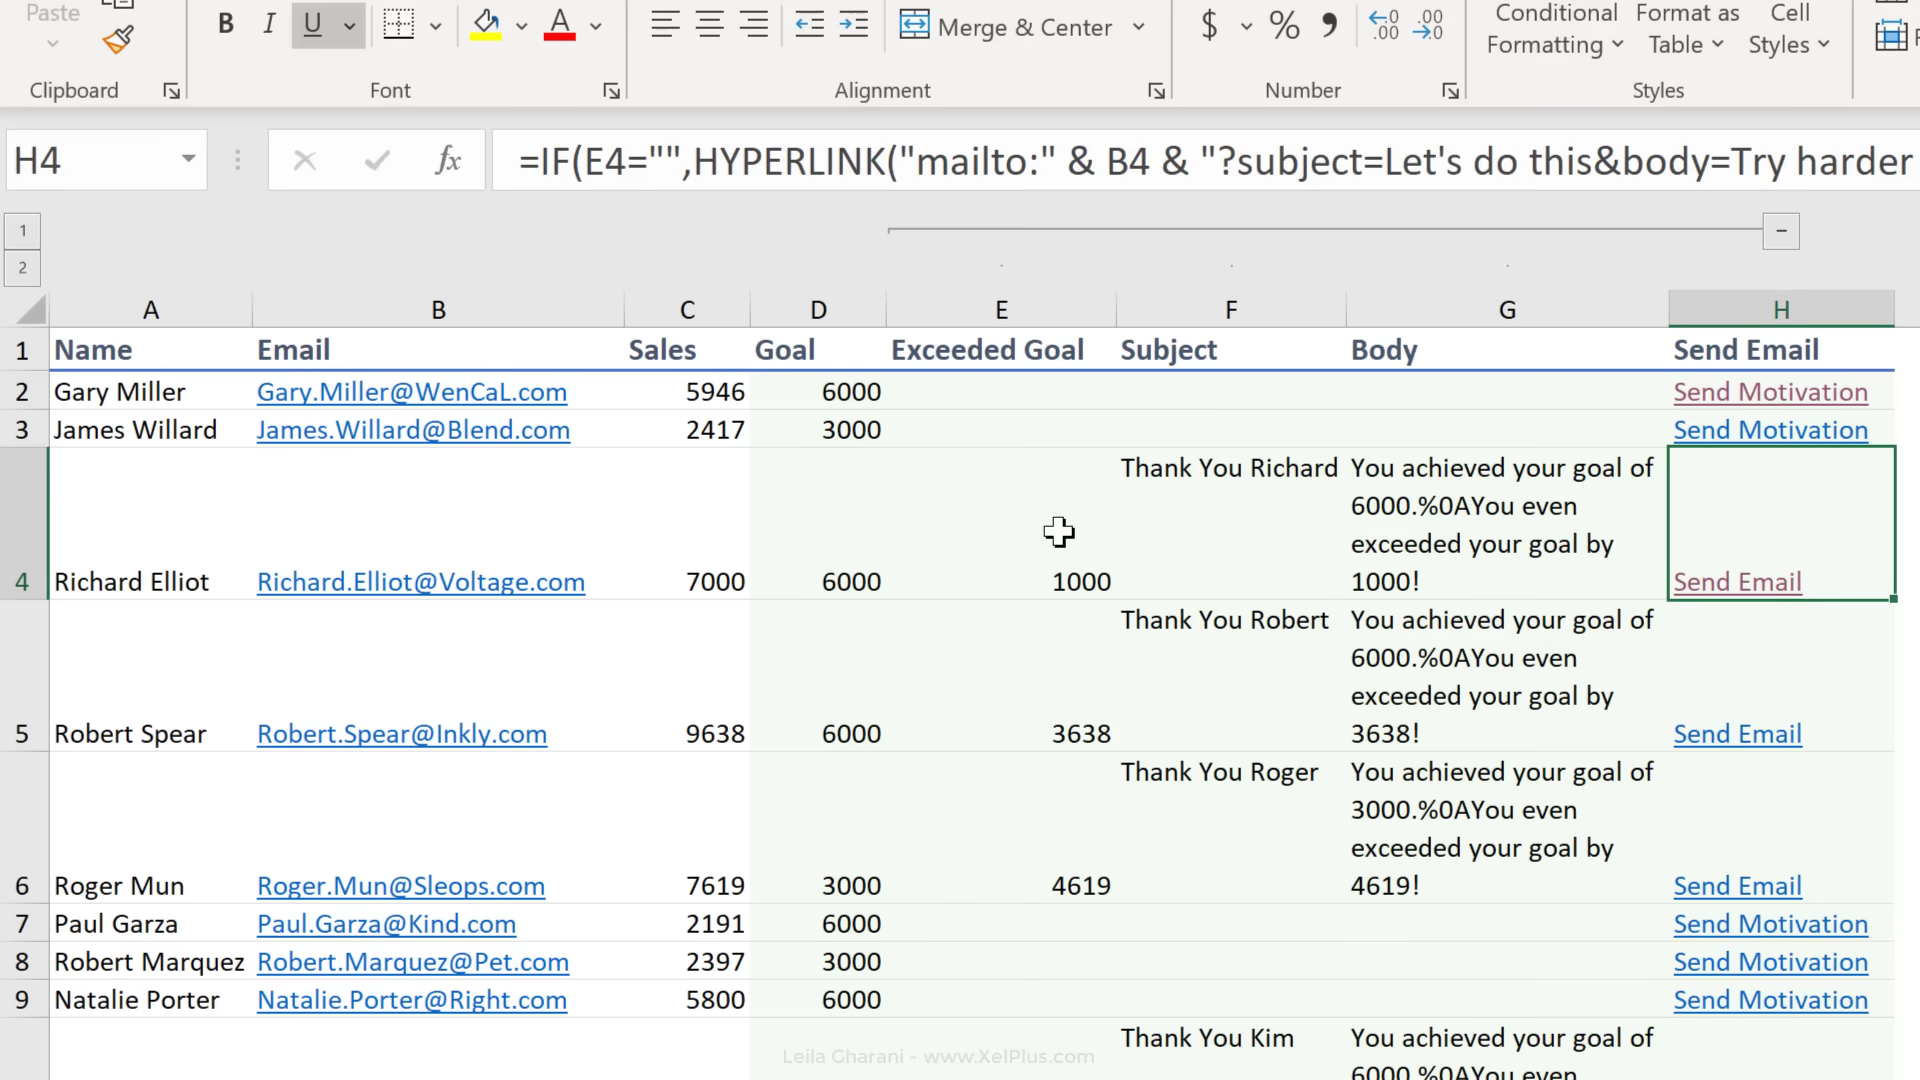 Paste
B I U A
Merge & Center
$ % 9
←0 .00
.00 →0
Conditional Formatting
Format as Table
Cell Styles
Clipboard Font Alignment Number Styles
H4 fx =IF(E4="",HYPERLINK("mailto:" & B4 & "?subject=Let's do this&body=Try harder
1
2
A B C D E F G H
1 Name Email Sales Goal Exceeded Goal Subject Body Send Email
2 Gary Miller Gary.Miller@WenCaL.com 5946 6000 Send Motivation
3 James Willard James.Willard@Blend.com 2417 3000 Send Motivation
Thank You Richard You achieved your goal of
6000.%0AYou even
exceeded your goal by
4 Richard Elliot Richard.Elliot@Voltage.com 7000 6000 1000 1000! Send Email
Thank You Robert You achieved your goal of
6000.%0AYou even
exceeded your goal by
5 Robert Spear Robert.Spear@Inkly.com 9638 6000 3638 3638! Send Email
Thank You Roger You achieved your goal of
3000.%0AYou even
exceeded your goal by
6 Roger Mun Roger.Mun@Sleops.com 7619 3000 4619 4619! Send Email
7 Paul Garza Paul.Garza@Kind.com 2191 6000 Send Motivation
8 Robert Marquez Robert.Marquez@Pet.com 2397 3000 Send Motivation
9 Natalie Porter Natalie.Porter@Right.com 5800 6000 Send Motivation
Thank You Kim You achieved your goal of
Leila Gharani - www.XelPlus.com
6000.%0AYou even